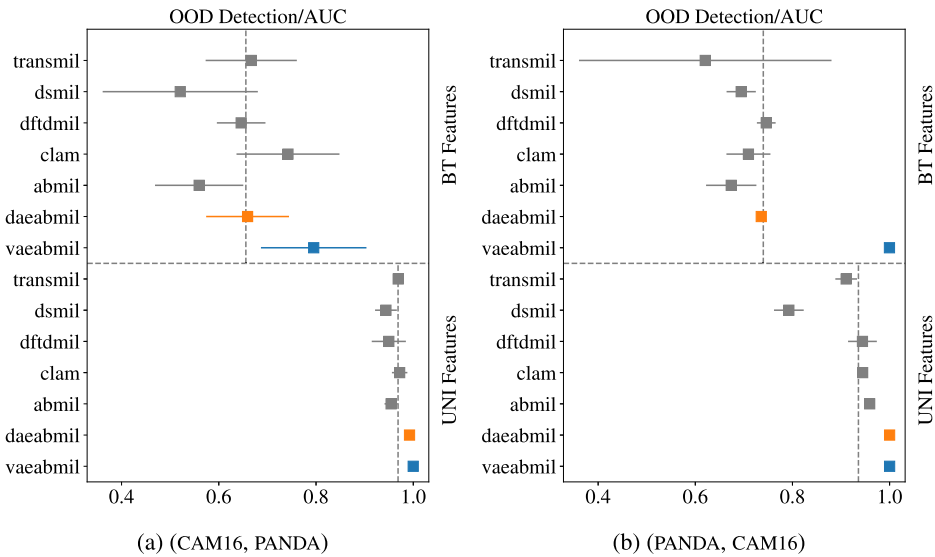 OOD Detection/AUC
transmil
dsmil
dftdmil
clam
abmil
daeabmil
vaeabmil
BT Features
transmil
dsmil
dftdmil
clam
abmil
daeabmil
vaeabmil
UNI Features
0.4 0.6 0.8 1.0
(a) (CAM16, PANDA)
OOD Detection/AUC
transmil
dsmil
dftdmil
clam
abmil
daeabmil
vaeabmil
BT Features
transmil
dsmil
dftdmil
clam
abmil
daeabmil
vaeabmil
UNI Features
0.4 0.6 0.8 1.0
(b) (PANDA, CAM16)